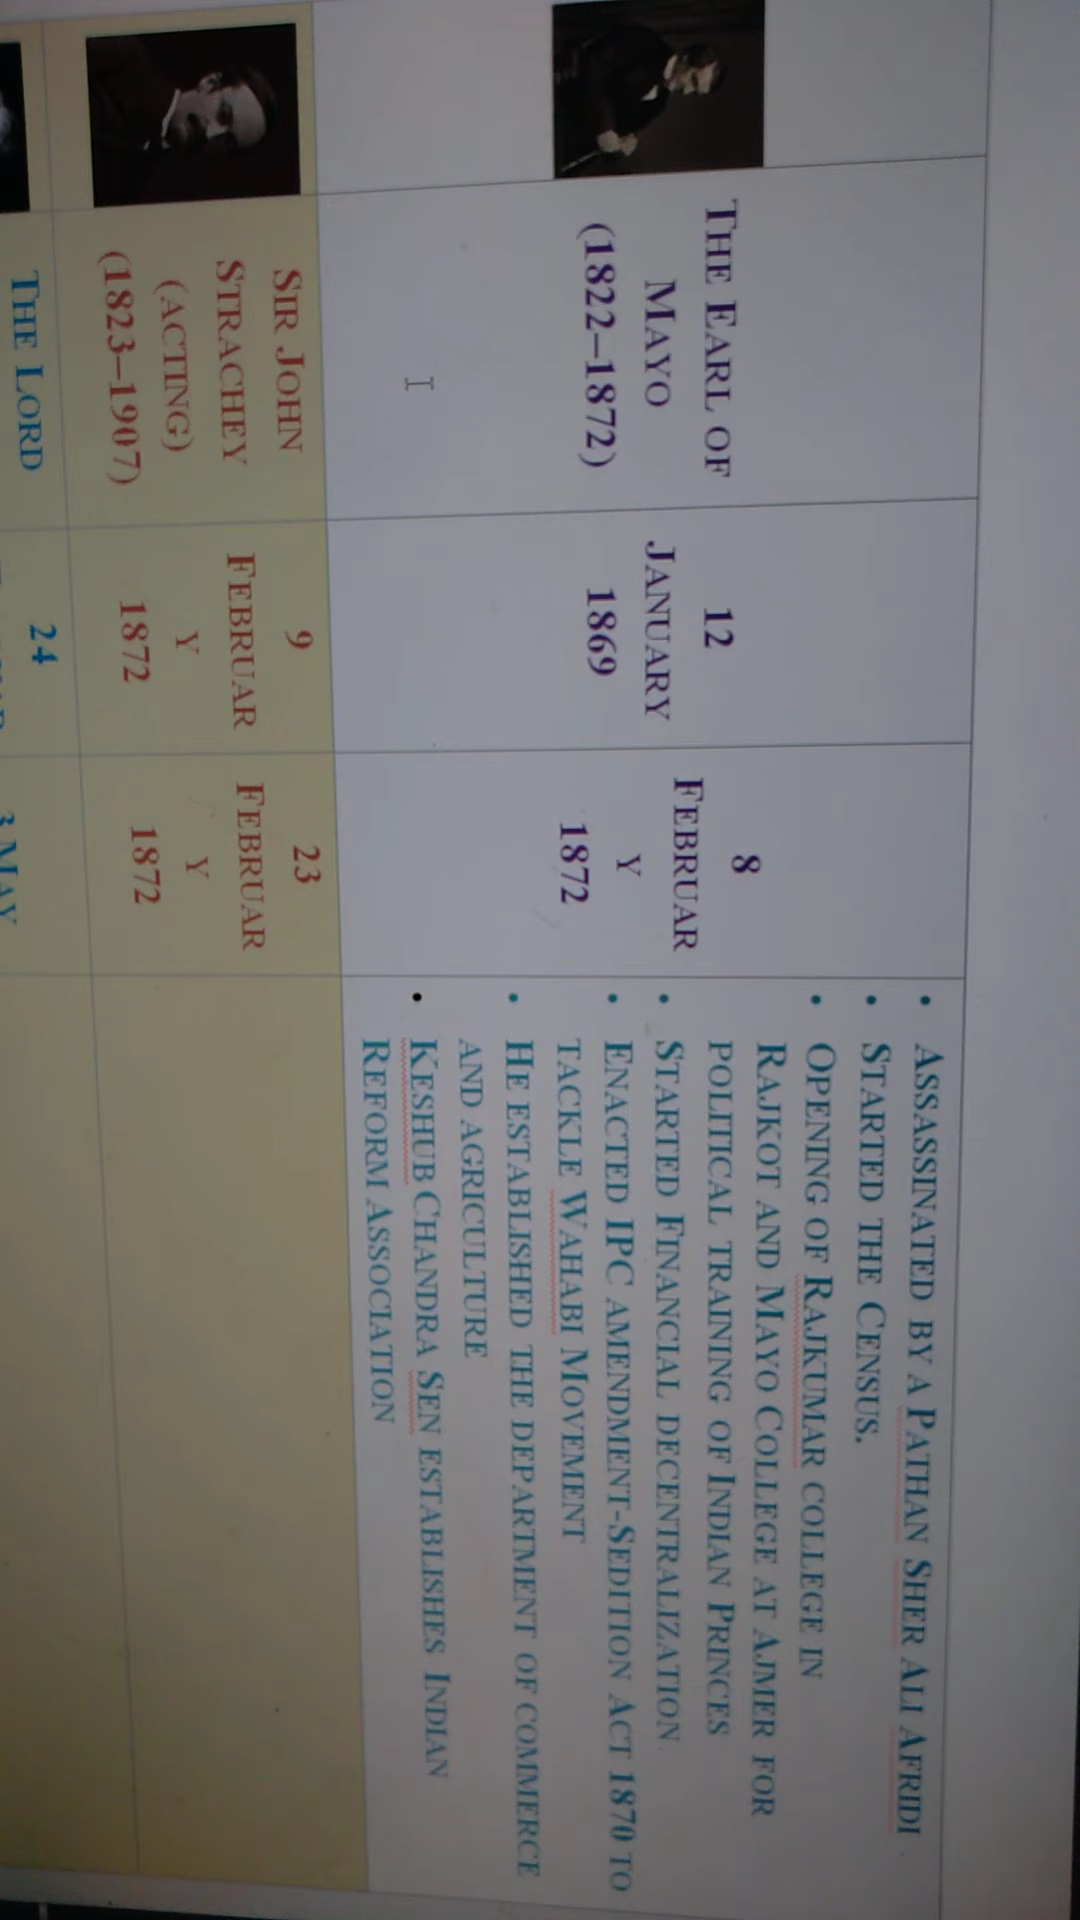 THE EARL OF
MAYO
(1822–1872)
12
JANUARY
1869
8
FEBRUAR
Y
1872
• ASSASSINATED BY A PATHAN SHER ALI AFRIDI
• STARTED THE CENSUS.
• OPENING OF RAJKUMAR COLLEGE IN
RAJKOT AND MAYO COLLEGE AT AJMER FOR
POLITICAL TRAINING OF INDIAN PRINCES
• STARTED FINANCIAL DECENTRALIZATION
• ENACTED IPC AMENDMENT-SEDITION ACT 1870 TO
TACKLE WAHABI MOVEMENT
• HE ESTABLISHED THE DEPARTMENT OF COMMERCE
AND AGRICULTURE
• KESHUB CHANDRA SEN ESTABLISHES INDIAN
REFORM ASSOCIATION
SIR JOHN
STRACHEY
(ACTING)
(1823–1907)
9
FEBRUAR
Y
1872
23
FEBRUAR
Y
1872
THE LORD
24
3 MAY